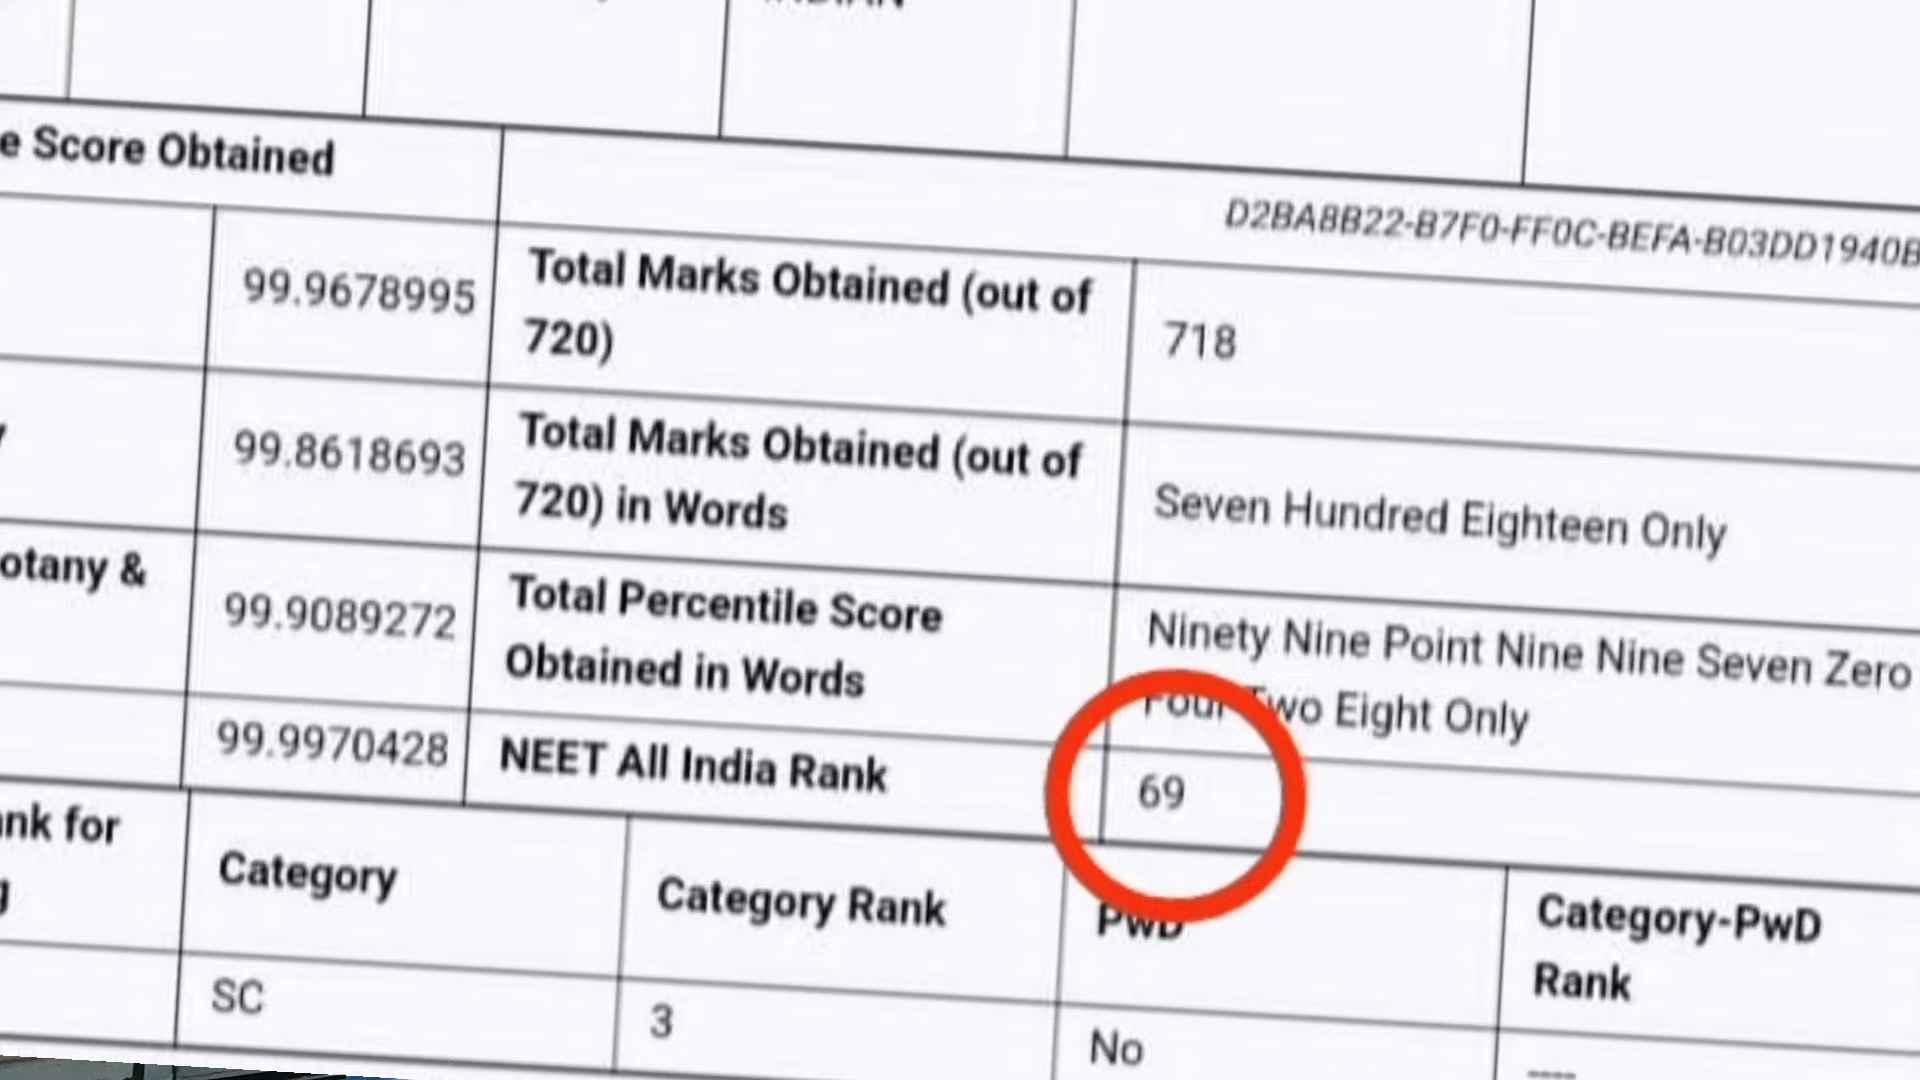 e Score Obtained
D2BA8B22-B7F0-FF0C-BEFA-B03DD1940B
99.9678995
Total Marks Obtained (out of
720)
718
99.8618693
Total Marks Obtained (out of
720) in Words
Seven Hundred Eighteen Only
otany &
99.9089272
Total Percentile Score
Obtained in Words
Ninety Nine Point Nine Nine Seven Zero
Four Two Eight Only
99.9970428
NEET All India Rank
69
ank for
Category
Category Rank
PwD
Category-PwD
Rank
SC
3
No
----